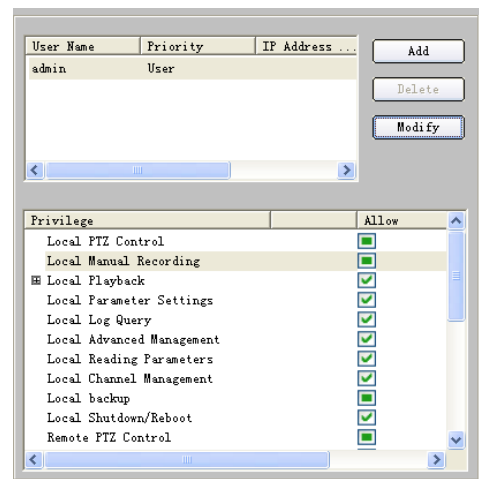 User Name Priority IP Address ...
Add
admin User
Delete
Modify
Privilege Allow
Local PTZ Control
Local Manual Recording
Local Playback
Local Parameter Settings
Local Log Query
Local Advanced Management
Local Reading Parameters
Local Channel Management
Local backup
Local Shutdown/Reboot
Remote PTZ Control